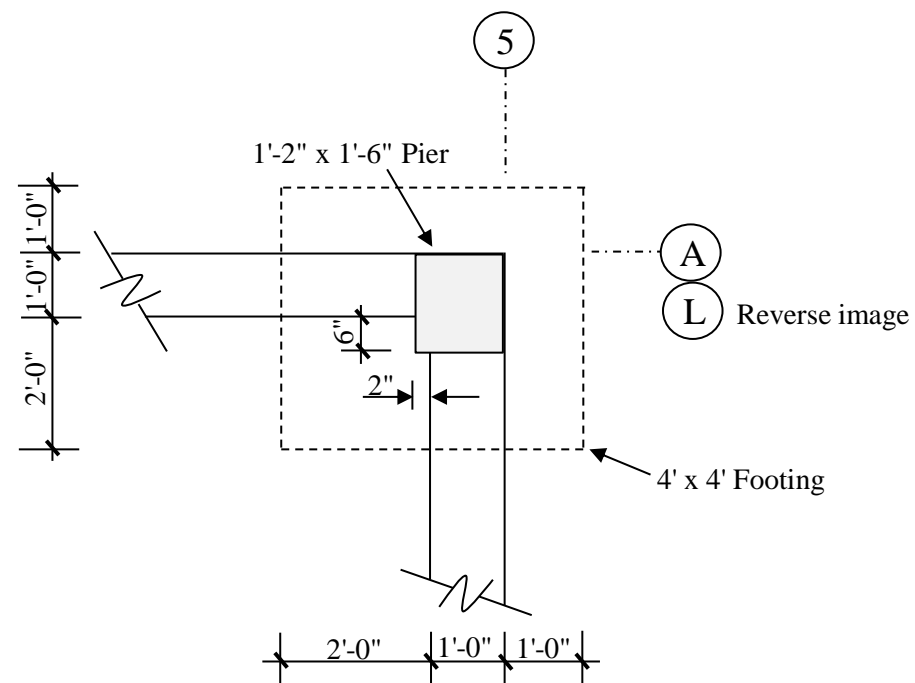 5
1'-2" x 1'-6" Pier
1'-0"
1'-0"
2'-0"
A
L Reverse image
6"
2"
4' x 4' Footing
2'-0" 1'-0" 1'-0"